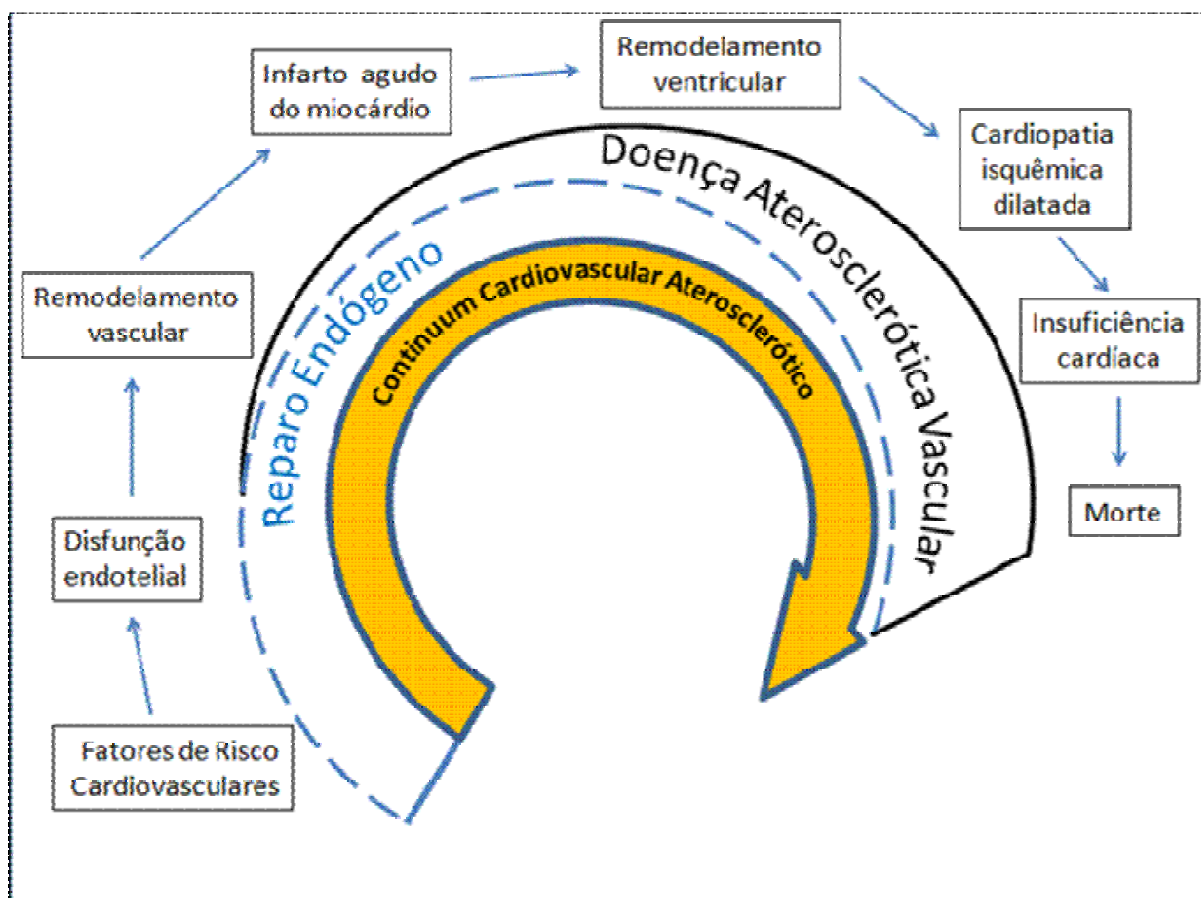 Remodelamento
ventricular
Infarto agudo
do miocárdio
Cardiopatia
isquêmica
dilatada
Doença Aterosclerótica Vascular
Reparo Endógeno
Continuum Cardiovascular Aterosclerótico
Remodelamento
vascular
Insuficiência
cardíaca
Morte
Disfunção
endotelial
Fatores de Risco
Cardiovasculares